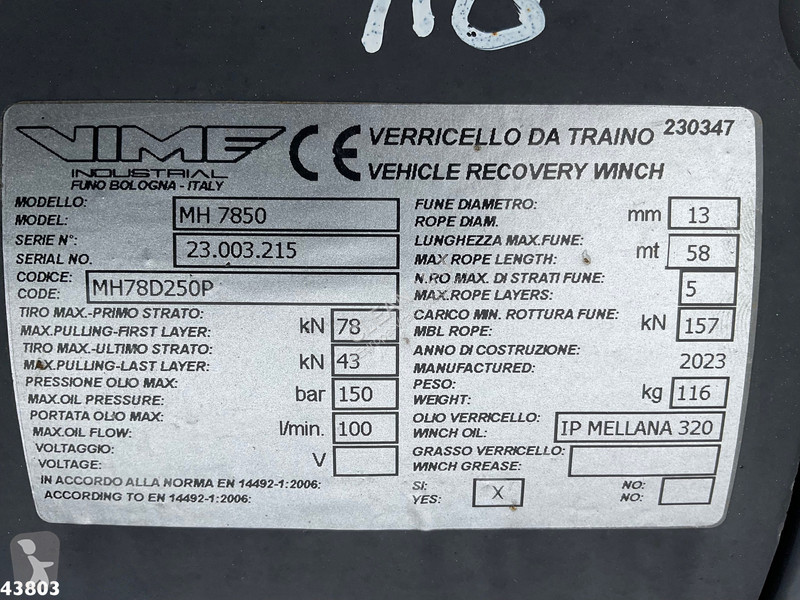 VIME
INDUSTRIAL
FUNO BOLOGNA - ITALY
CE
VERRICELLO DA TRAINO 230347
VEHICLE RECOVERY WINCH
MODELLO:
MODEL: MH 7850
SERIE N°:
SERIAL NO. 23.003.215
CODICE:
CODE: MH78D250P
TIRO MAX.-PRIMO STRATO:
MAX.PULLING-FIRST LAYER: kN 78
TIRO MAX.-ULTIMO STRATO:
MAX.PULLING-LAST LAYER: kN 43
PRESSIONE OLIO MAX:
MAX.OIL PRESSURE: bar 150
PORTATA OLIO MAX:
MAX.OIL FLOW: l/min. 100
VOLTAGGIO:
VOLTAGE: V
IN ACCORDO ALLA NORMA EN 14492-1:2006:
ACCORDING TO EN 14492-1:2006:
FUNE DIAMETRO:
ROPE DIAM. mm 13
LUNGHEZZA MAX.FUNE:
MAX ROPE LENGTH: mt 58
N.RO MAX. DI STRATI FUNE:
MAX.ROPE LAYERS: 5
CARICO MIN. ROTTURA FUNE:
MBL ROPE: kN 157
ANNO DI COSTRUZIONE:
MANUFACTURED: 2023
PESO:
WEIGHT: kg 116
OLIO VERRICELLO:
WINCH OIL: IP MELLANA 320
GRASSO VERRICELLO:
WINCH GREASE:
SI: NO:
YES: X NO:
43803